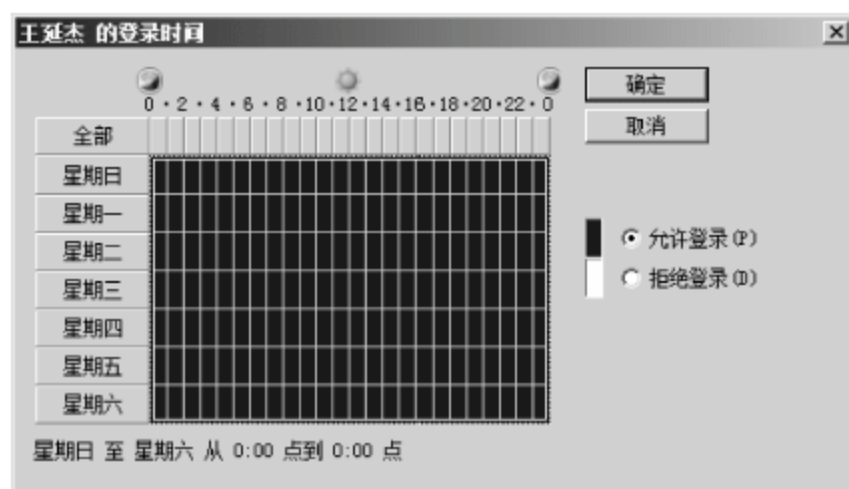 王延杰 的登录时间
0 · 2 · 4 · 6 · 8 ·10·12·14·16·18·20·22· 0
确定
取消
全部
星期日
星期一
星期二
星期三
星期四
星期五
星期六
允许登录(P)
拒绝登录(D)
星期日 至 星期六 从 0:00 点到 0:00 点